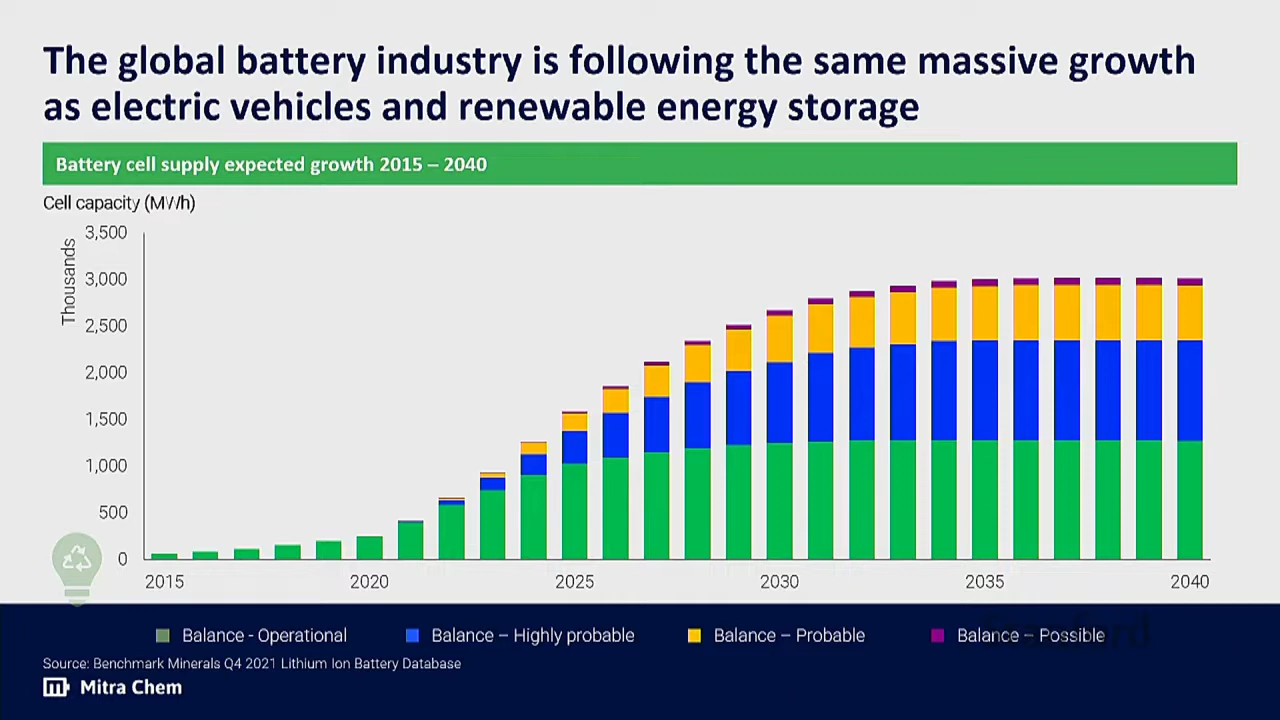 The global battery industry is following the same massive growth
as electric vehicles and renewable energy storage
Battery cell supply expected growth 2015 – 2040
Cell capacity (MWh)
Thousands
3,500
3,000
2,500
2,000
1,500
1,000
500
0
2015 2020 2025 2030 2035 2040
Balance - Operational Balance – Highly probable Balance – Probable Balance – Possible
Source: Benchmark Minerals Q4 2021 Lithium Ion Battery Database
Mitra Chem